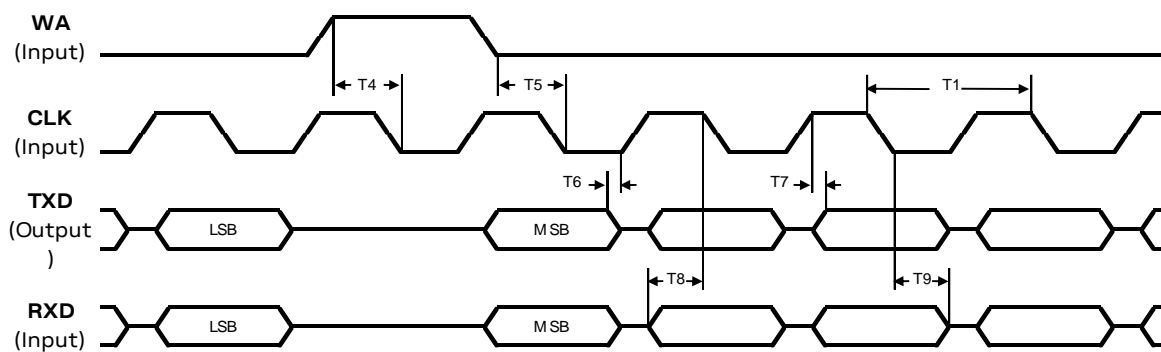 WA
(Input)
T4
T5
T1
CLK
(Input)
T6
T7
TXD
(Output
)
LSB
MSB
T8
T9
RXD
(Input)
LSB
MSB